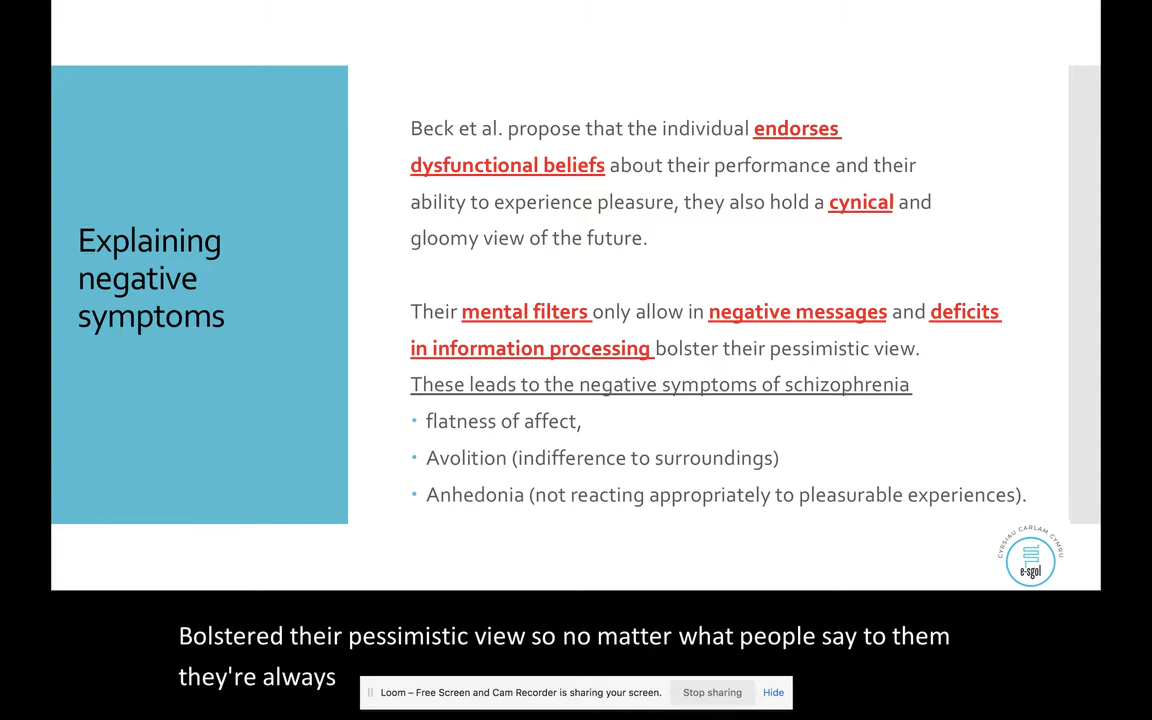 Explaining
negative
symptoms
Beck et al. propose that the individual endorses
dysfunctional beliefs about their performance and their
ability to experience pleasure, they also hold a cynical and
gloomy view of the future.
Their mental filters only allow in negative messages and deficits
in information processing bolster their pessimistic view.
These leads to the negative symptoms of schizophrenia
• flatness of affect,
• Avolition (indifference to surroundings)
• Anhedonia (not reacting appropriately to pleasurable experiences).
CYRSIAU CARLAM CYMRU
e-sgol
Bolstered their pessimistic view so no matter what people say to them
they're always
Loom – Free Screen and Cam Recorder is sharing your screen. Stop sharing Hide